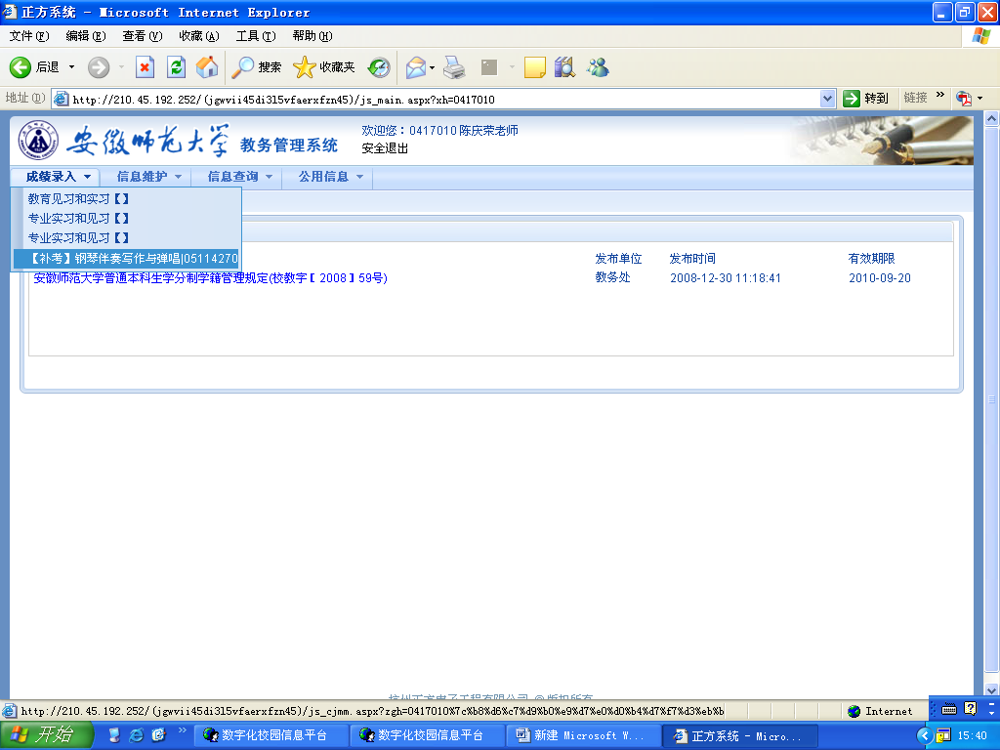 正方系统 - Microsoft Internet Explorer
文件(F) 编辑(E) 查看(V) 收藏(A) 工具(T) 帮助(H)
后退 搜索 收藏夹
地址(D) http://210.45.192.252/(jgwvii45di3l5vfaerxfzn45)/js_main.aspx?xh=0417010 转到 链接 »
安徽师范大学 教务管理系统
欢迎您：0417010 陈庆荣老师
安全退出
成绩录入 信息维护 信息查询 公用信息
教育见习和实习【】
专业实习和见习【】
专业实习和见习【】
【补考】钢琴伴奏写作与弹唱|05114270
发布单位 发布时间 有效期限
安徽师范大学普通本科生学分制学籍管理规定(校教字〖2008〗59号) 教务处 2008-12-30 11:18:41 2010-09-20
http://210.45.192.252/(jgwvii45di3l5vfaerxfzn45)/js_cjmm.aspx?zgh=0417010%7c%b8%d6%c7%d9%b0%e9%d7%e0%d0%b4%d7%f7%d3%eb%b Internet
开始 » 数字化校园信息平台 数字化校园信息平台 新建 Microsoft W... 正方系统 - Micro... 15:40